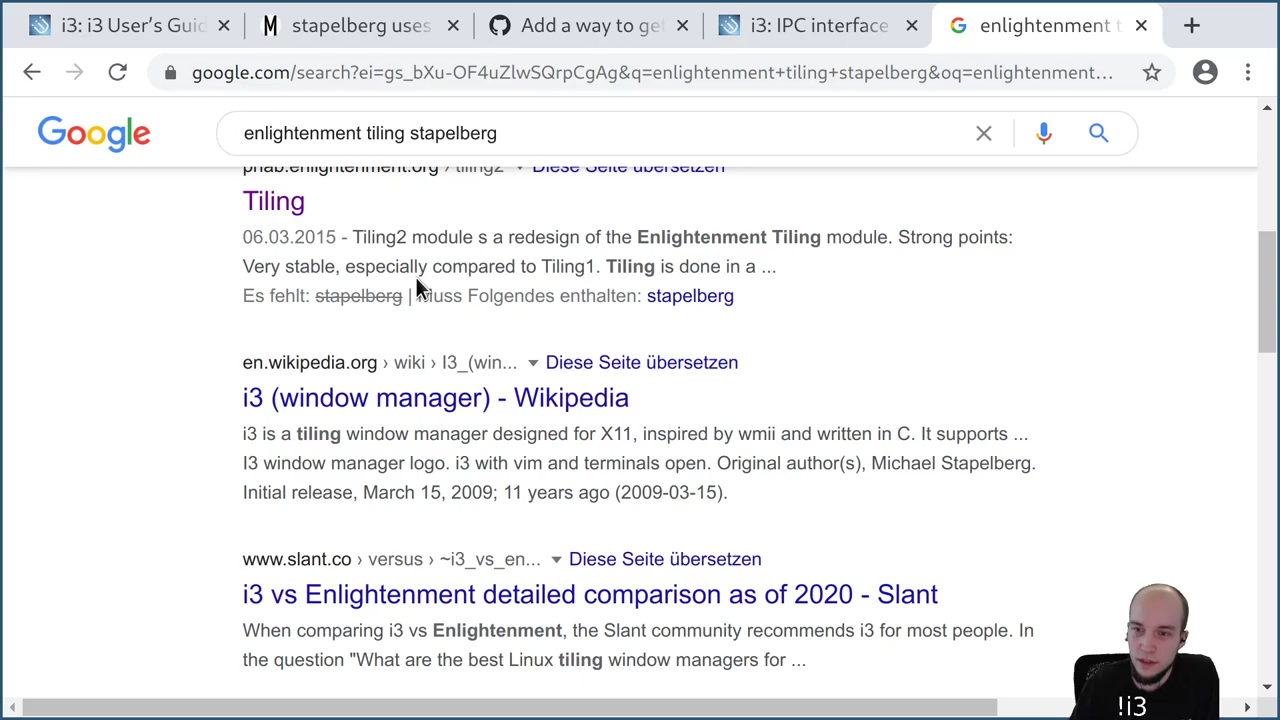 i3: i3 User's Guid
stapelberg uses
Add a way to get
i3: IPC interface
enlightenment t
google.com/search?ei=gs_bXu-OF4uZlwSQrpCgAg&q=enlightenment+tiling+stapelberg&oq=enlightenment...
Google
enlightenment tiling stapelberg
phab.enlightenment.org › tiling2 Diese Seite übersetzen
Tiling
06.03.2015 - Tiling2 module s a redesign of the Enlightenment Tiling module. Strong points:
Very stable, especially compared to Tiling1. Tiling is done in a ...
Es fehlt: stapelberg | Muss Folgendes enthalten: stapelberg
en.wikipedia.org › wiki › I3_(win... Diese Seite übersetzen
i3 (window manager) - Wikipedia
i3 is a tiling window manager designed for X11, inspired by wmii and written in C. It supports ...
I3 window manager logo. i3 with vim and terminals open. Original author(s), Michael Stapelberg.
Initial release, March 15, 2009; 11 years ago (2009-03-15).
www.slant.co › versus › ~i3_vs_en... Diese Seite übersetzen
i3 vs Enlightenment detailed comparison as of 2020 - Slant
When comparing i3 vs Enlightenment, the Slant community recommends i3 for most people. In
the question "What are the best Linux tiling window managers for ...
!i3